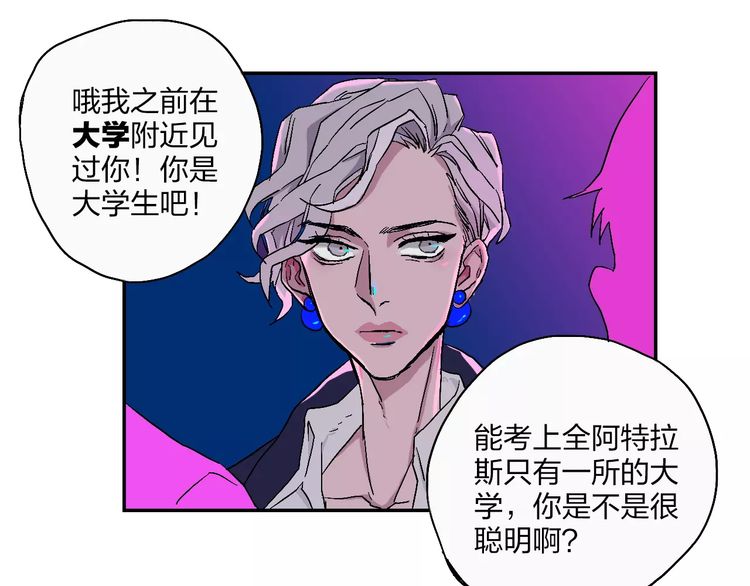 哦我之前在
大学附近见
过你！你是
大学生吧！
能考上全阿特拉
斯只有一所的大
学，你是不是很
聪明啊？